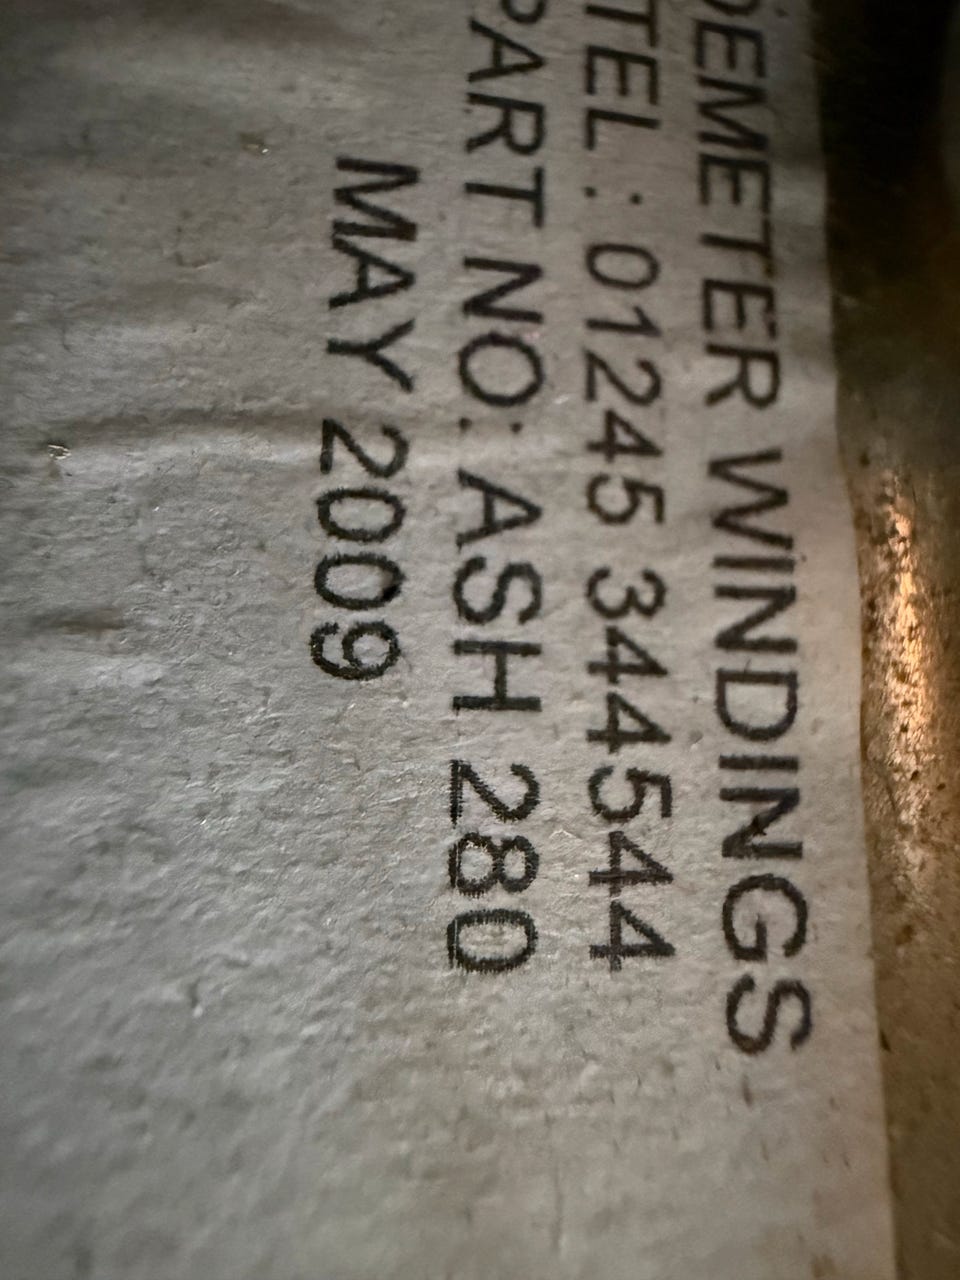 DEMETER WINDINGS
TEL : 01245 344544
PART NO: ASH 280
MAY 2009